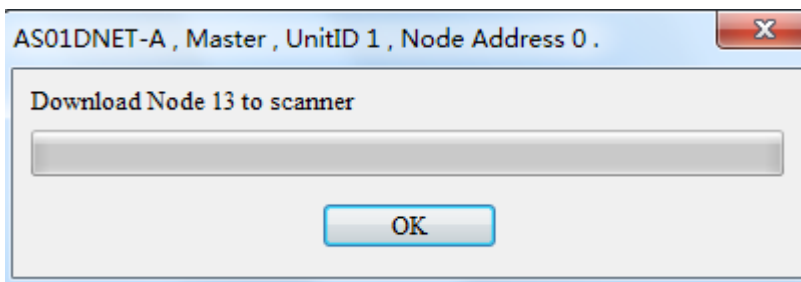 AS01DNET-A , Master , UnitID 1 , Node Address 0 .
Download Node 13 to scanner
OK